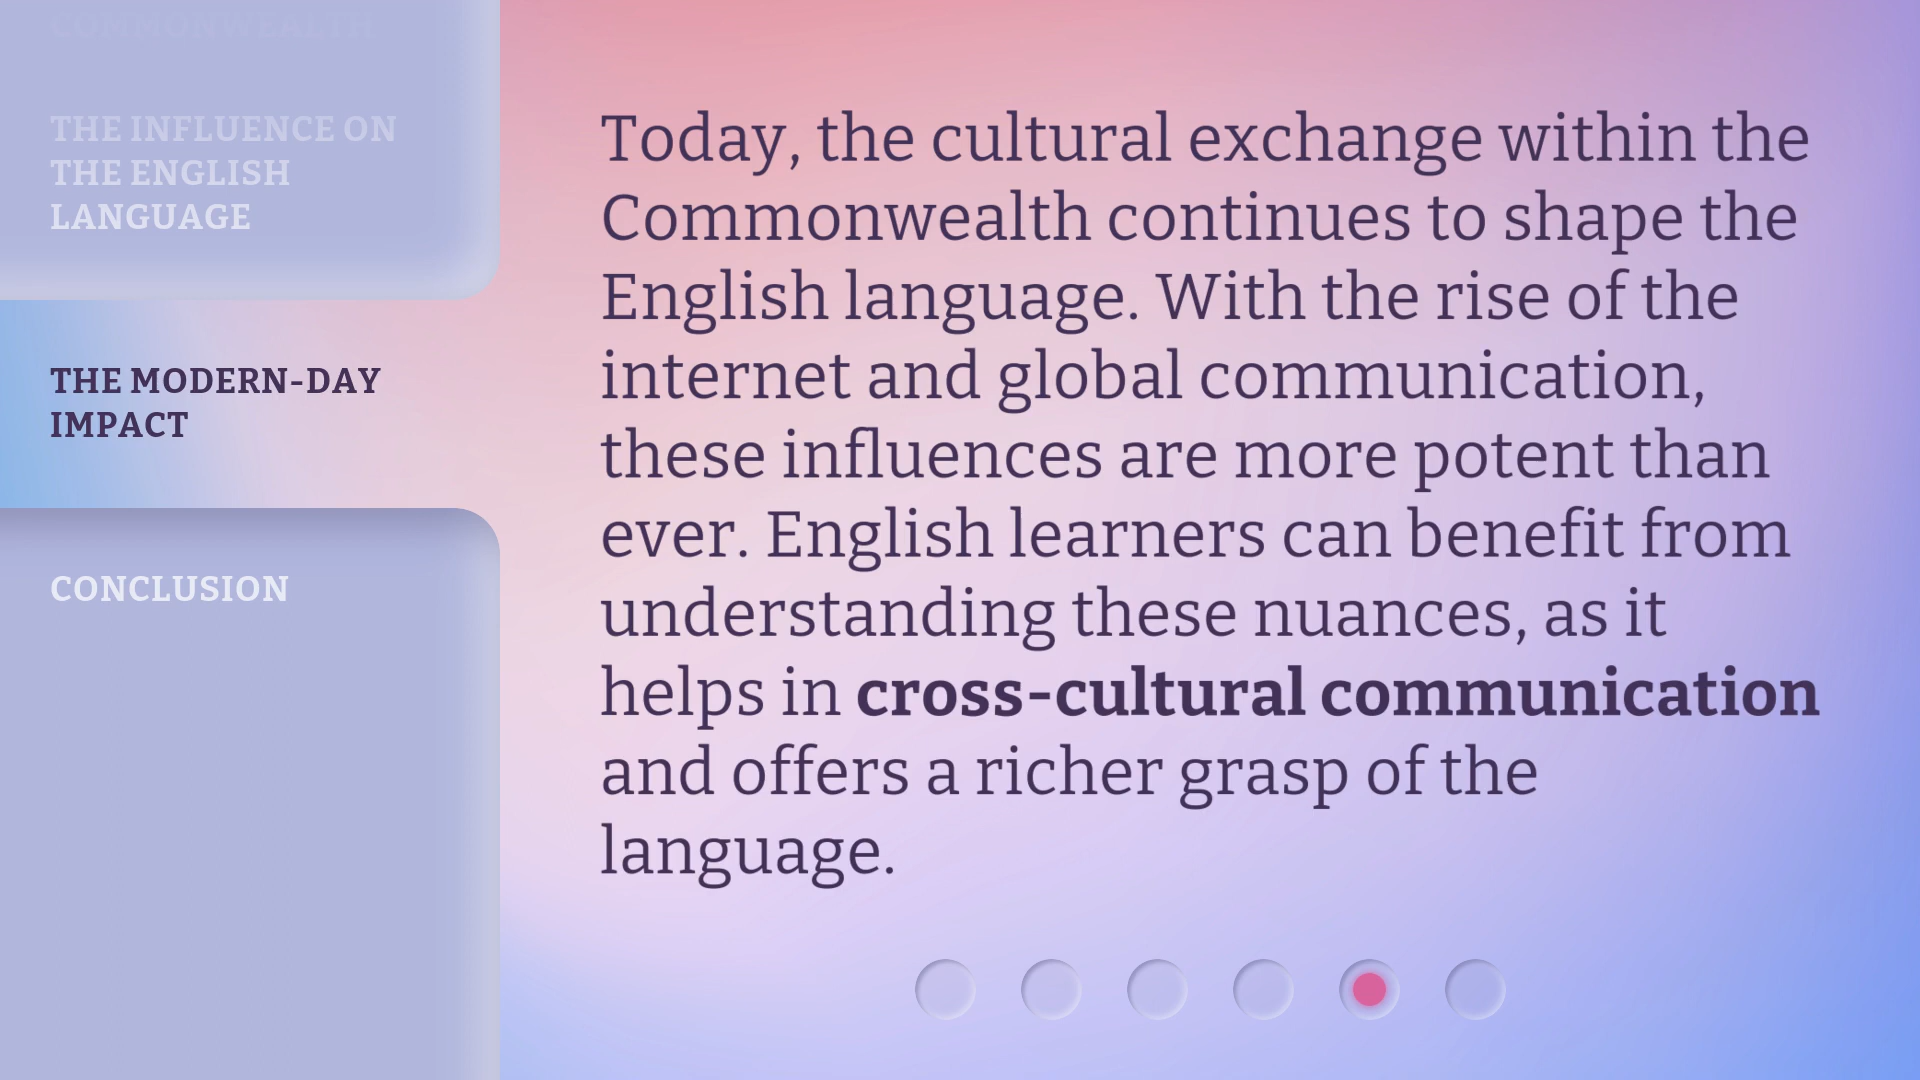 COMMONWEALTH
THE INFLUENCE ON
THE ENGLISH
LANGUAGE
THE MODERN-DAY
IMPACT
CONCLUSION
Today, the cultural exchange within the
Commonwealth continues to shape the
English language. With the rise of the
internet and global communication,
these influences are more potent than
ever. English learners can benefit from
understanding these nuances, as it
helps in cross-cultural communication
and offers a richer grasp of the
language.